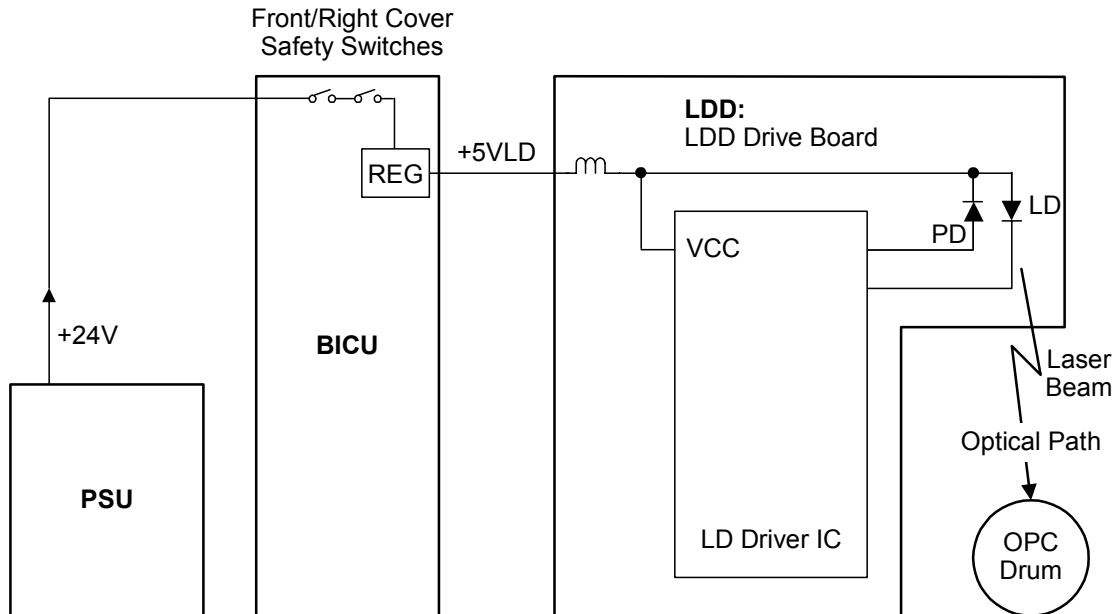 Front/Right Cover
Safety Switches
LDD:
LDD Drive Board
+5VLD
REG
LD
PD
VCC
+24V
BICU
Laser
Beam
Optical Path
PSU
LD Driver IC
OPC
Drum